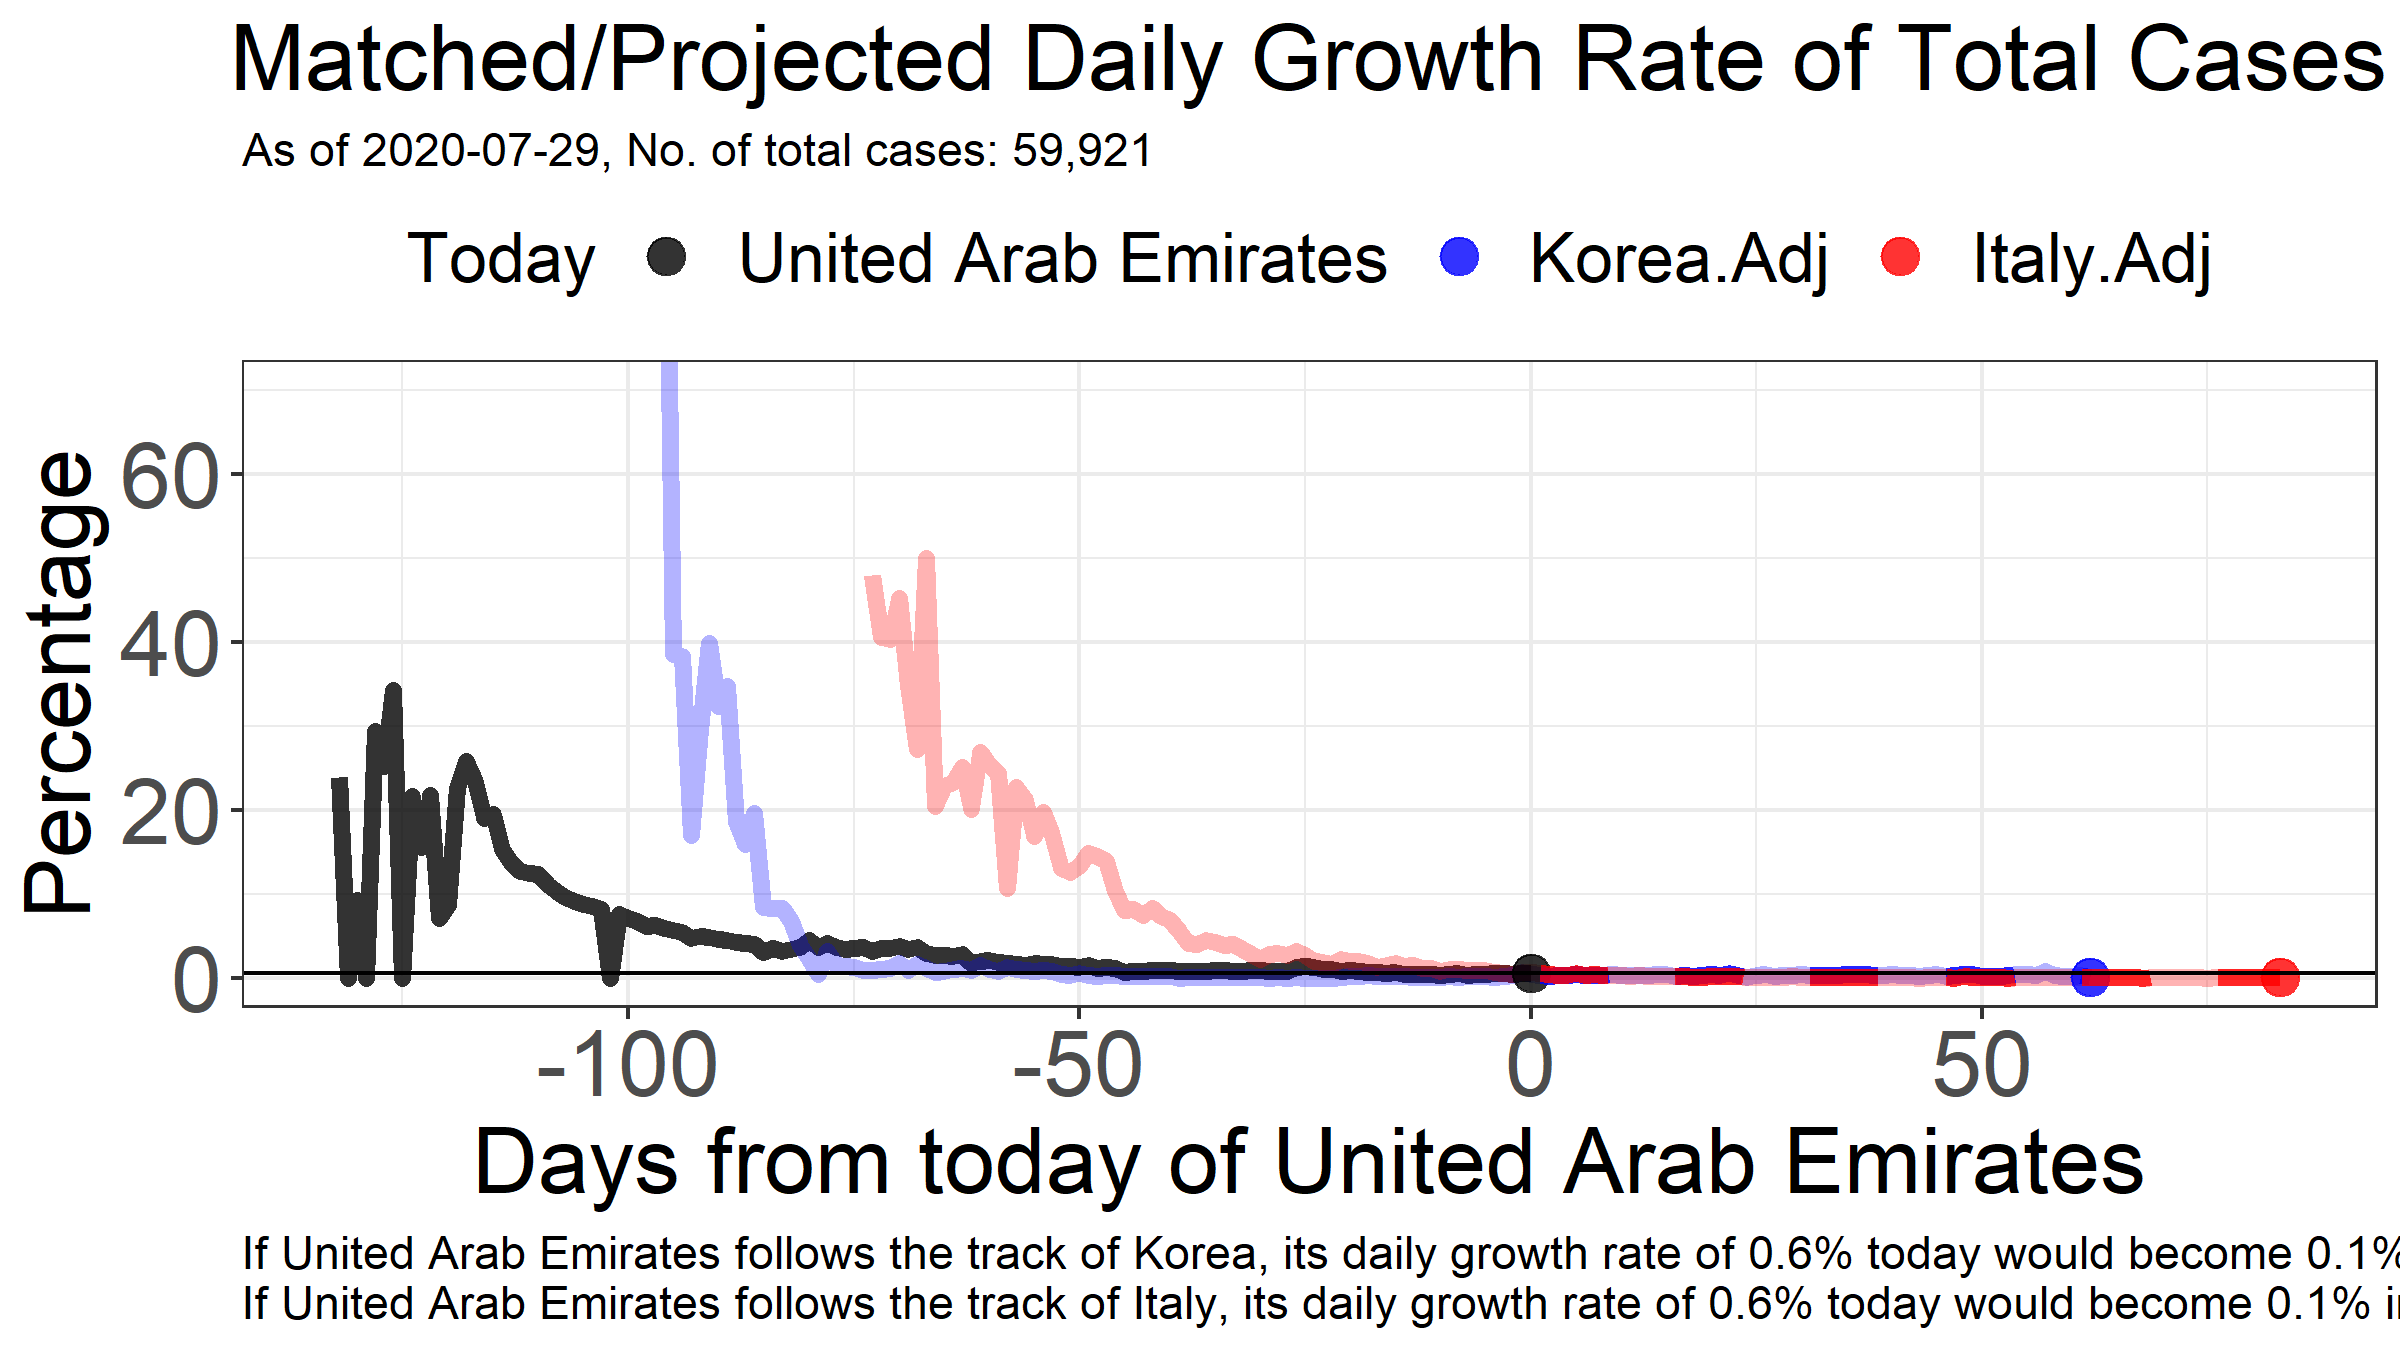 Matched/Projected Daily Growth Rate of Total Cases
As of 2020-07-29, No. of total cases: 59,921
Today United Arab Emirates Korea.Adj Italy.Adj
Percentage
60
40
20
0
-100 -50 0 50
Days from today of United Arab Emirates
If United Arab Emirates follows the track of Korea, its daily growth rate of 0.6% today would become 0.1%
If United Arab Emirates follows the track of Italy, its daily growth rate of 0.6% today would become 0.1%